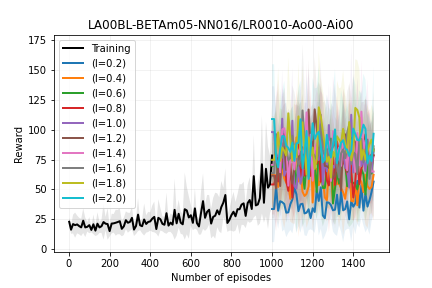 LA00BL-BETAm05-NN016/LR0010-Ao00-Ai00
175
150
125
100
75
50
25
0
Reward
Training
(l=0.2)
(l=0.4)
(l=0.6)
(l=0.8)
(l=1.0)
(l=1.2)
(l=1.4)
(l=1.6)
(l=1.8)
(l=2.0)
0 200 400 600 800 1000 1200 1400
Number of episodes